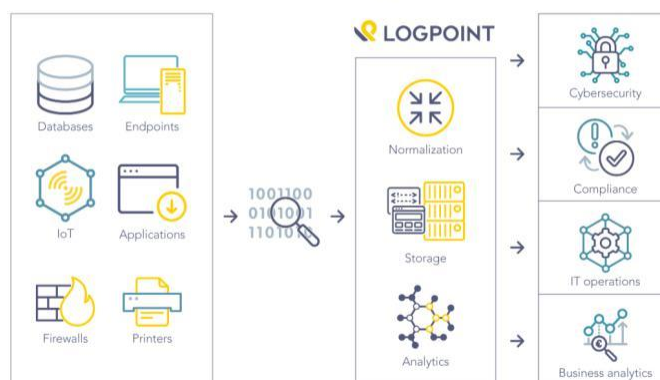 LOGPOINT
Databases
Endpoints
IoT
Applications
Firewalls
Printers
1001100
0101001
1101010
Normalization
Storage
Analytics
Cybersecurity
Compliance
IT operations
Business analytics